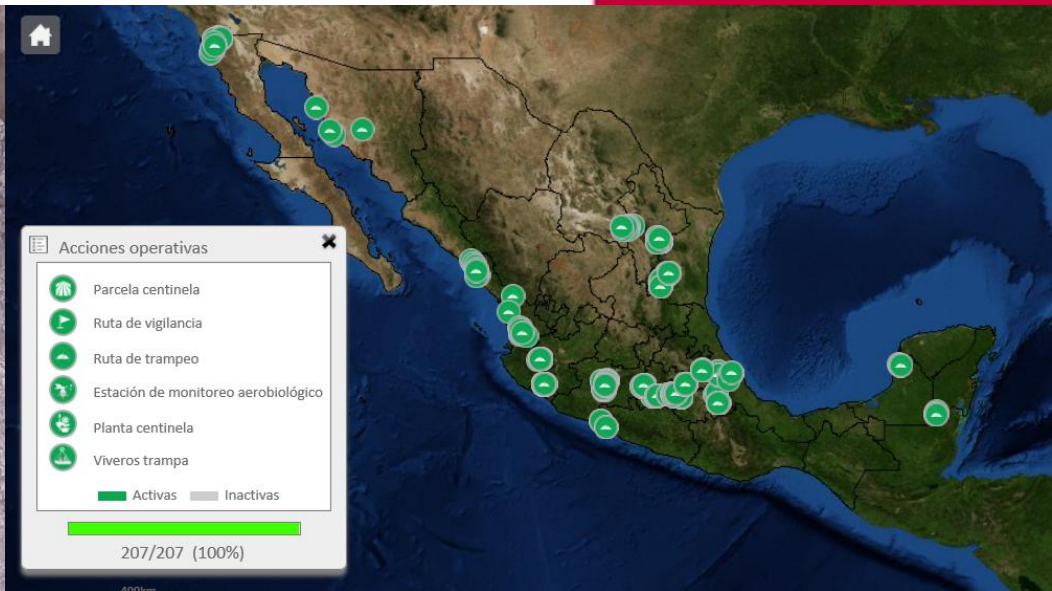 Acciones operativas
Parcela centinela
Ruta de vigilancia
Ruta de trampeo
Estación de monitoreo aerobiológico
Planta centinela
Viveros trampa
Activas Inactivas
207/207 (100%)